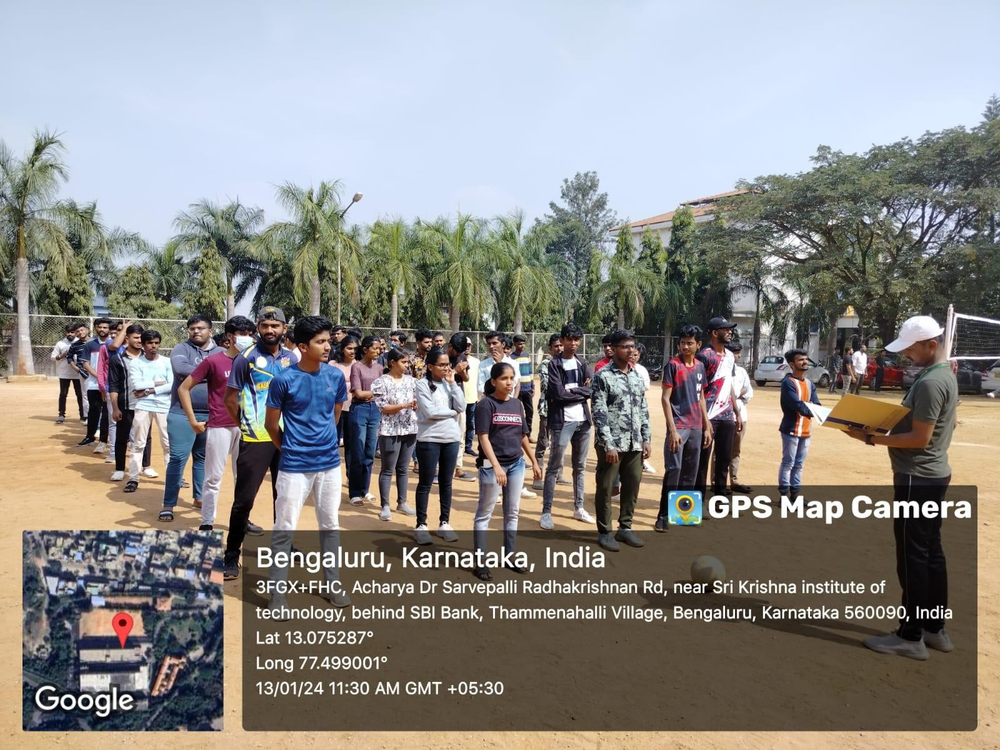 GPS Map Camera
Bengaluru, Karnataka, India
3FGX+FHC, Acharya Dr Sarvepalli Radhakrishnan Rd, near Sri Krishna institute of
technology, behind SBI Bank, Thammenahalli Village, Bengaluru, Karnataka 560090, India
Lat 13.075287°
Long 77.499001°
13/01/24 11:30 AM GMT +05:30
Google